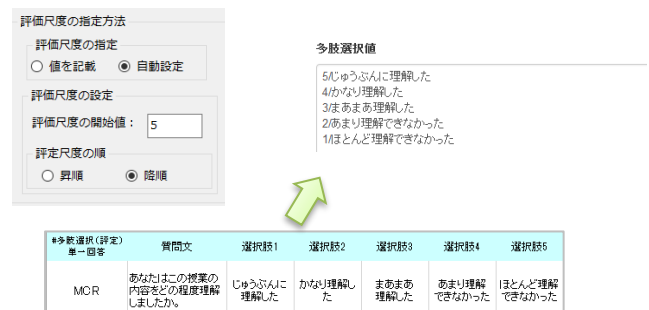 評価尺度の指定方法
評価尺度の指定
値を記載 自動設定
評価尺度の設定
評価尺度の開始値： 5
評定尺度の順
昇順 降順
多肢選択値
5/じゅうぶんに理解した
4/かなり理解した
3/まあまあ理解した
2/あまり理解できなかった
1/ほとんど理解できなかった
#多肢選択(評定)
単一回答
質問文
選択肢1
選択肢2
選択肢3
選択肢4
選択肢5
MCR
あなたはこの授業の
内容をどの程度理解
しましたか。
じゅうぶんに
理解した
かなり理解し
た
まあまあ
理解した
あまり理解
できなかった
ほとんど理解
できなかった